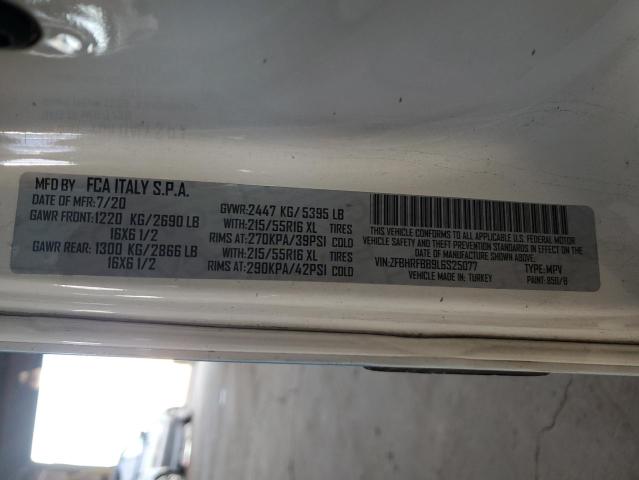 MFD BY FCA ITALY S.P.A.
DATE OF MFR:7/20
GVWR:2447 KG/5395 LB
GAWR FRONT:1220 KG/2690 LB
WITH:215/55R16 XL TIRES
16X6 1/2
RIMS AT:270KPA/39PSI COLD
GAWR REAR:1300 KG/2866 LB
WITH:215/55R16 XL TIRES
16X6 1/2
RIMS AT:290KPA/42PSI COLD
THIS VEHICLE CONFORMS TO ALL APPLICABLE U.S. FEDERAL MOTOR
VEHICLE SAFETY AND THEFT PREVENTION STANDARDS IN EFFECT ON THE DATE
OF MANUFACTURE SHOWN ABOVE.
VIN:ZFBHRFBB9L6S25077
TYPE:MPV
VEHICLE MADE IN: TURKEY
PAINT: